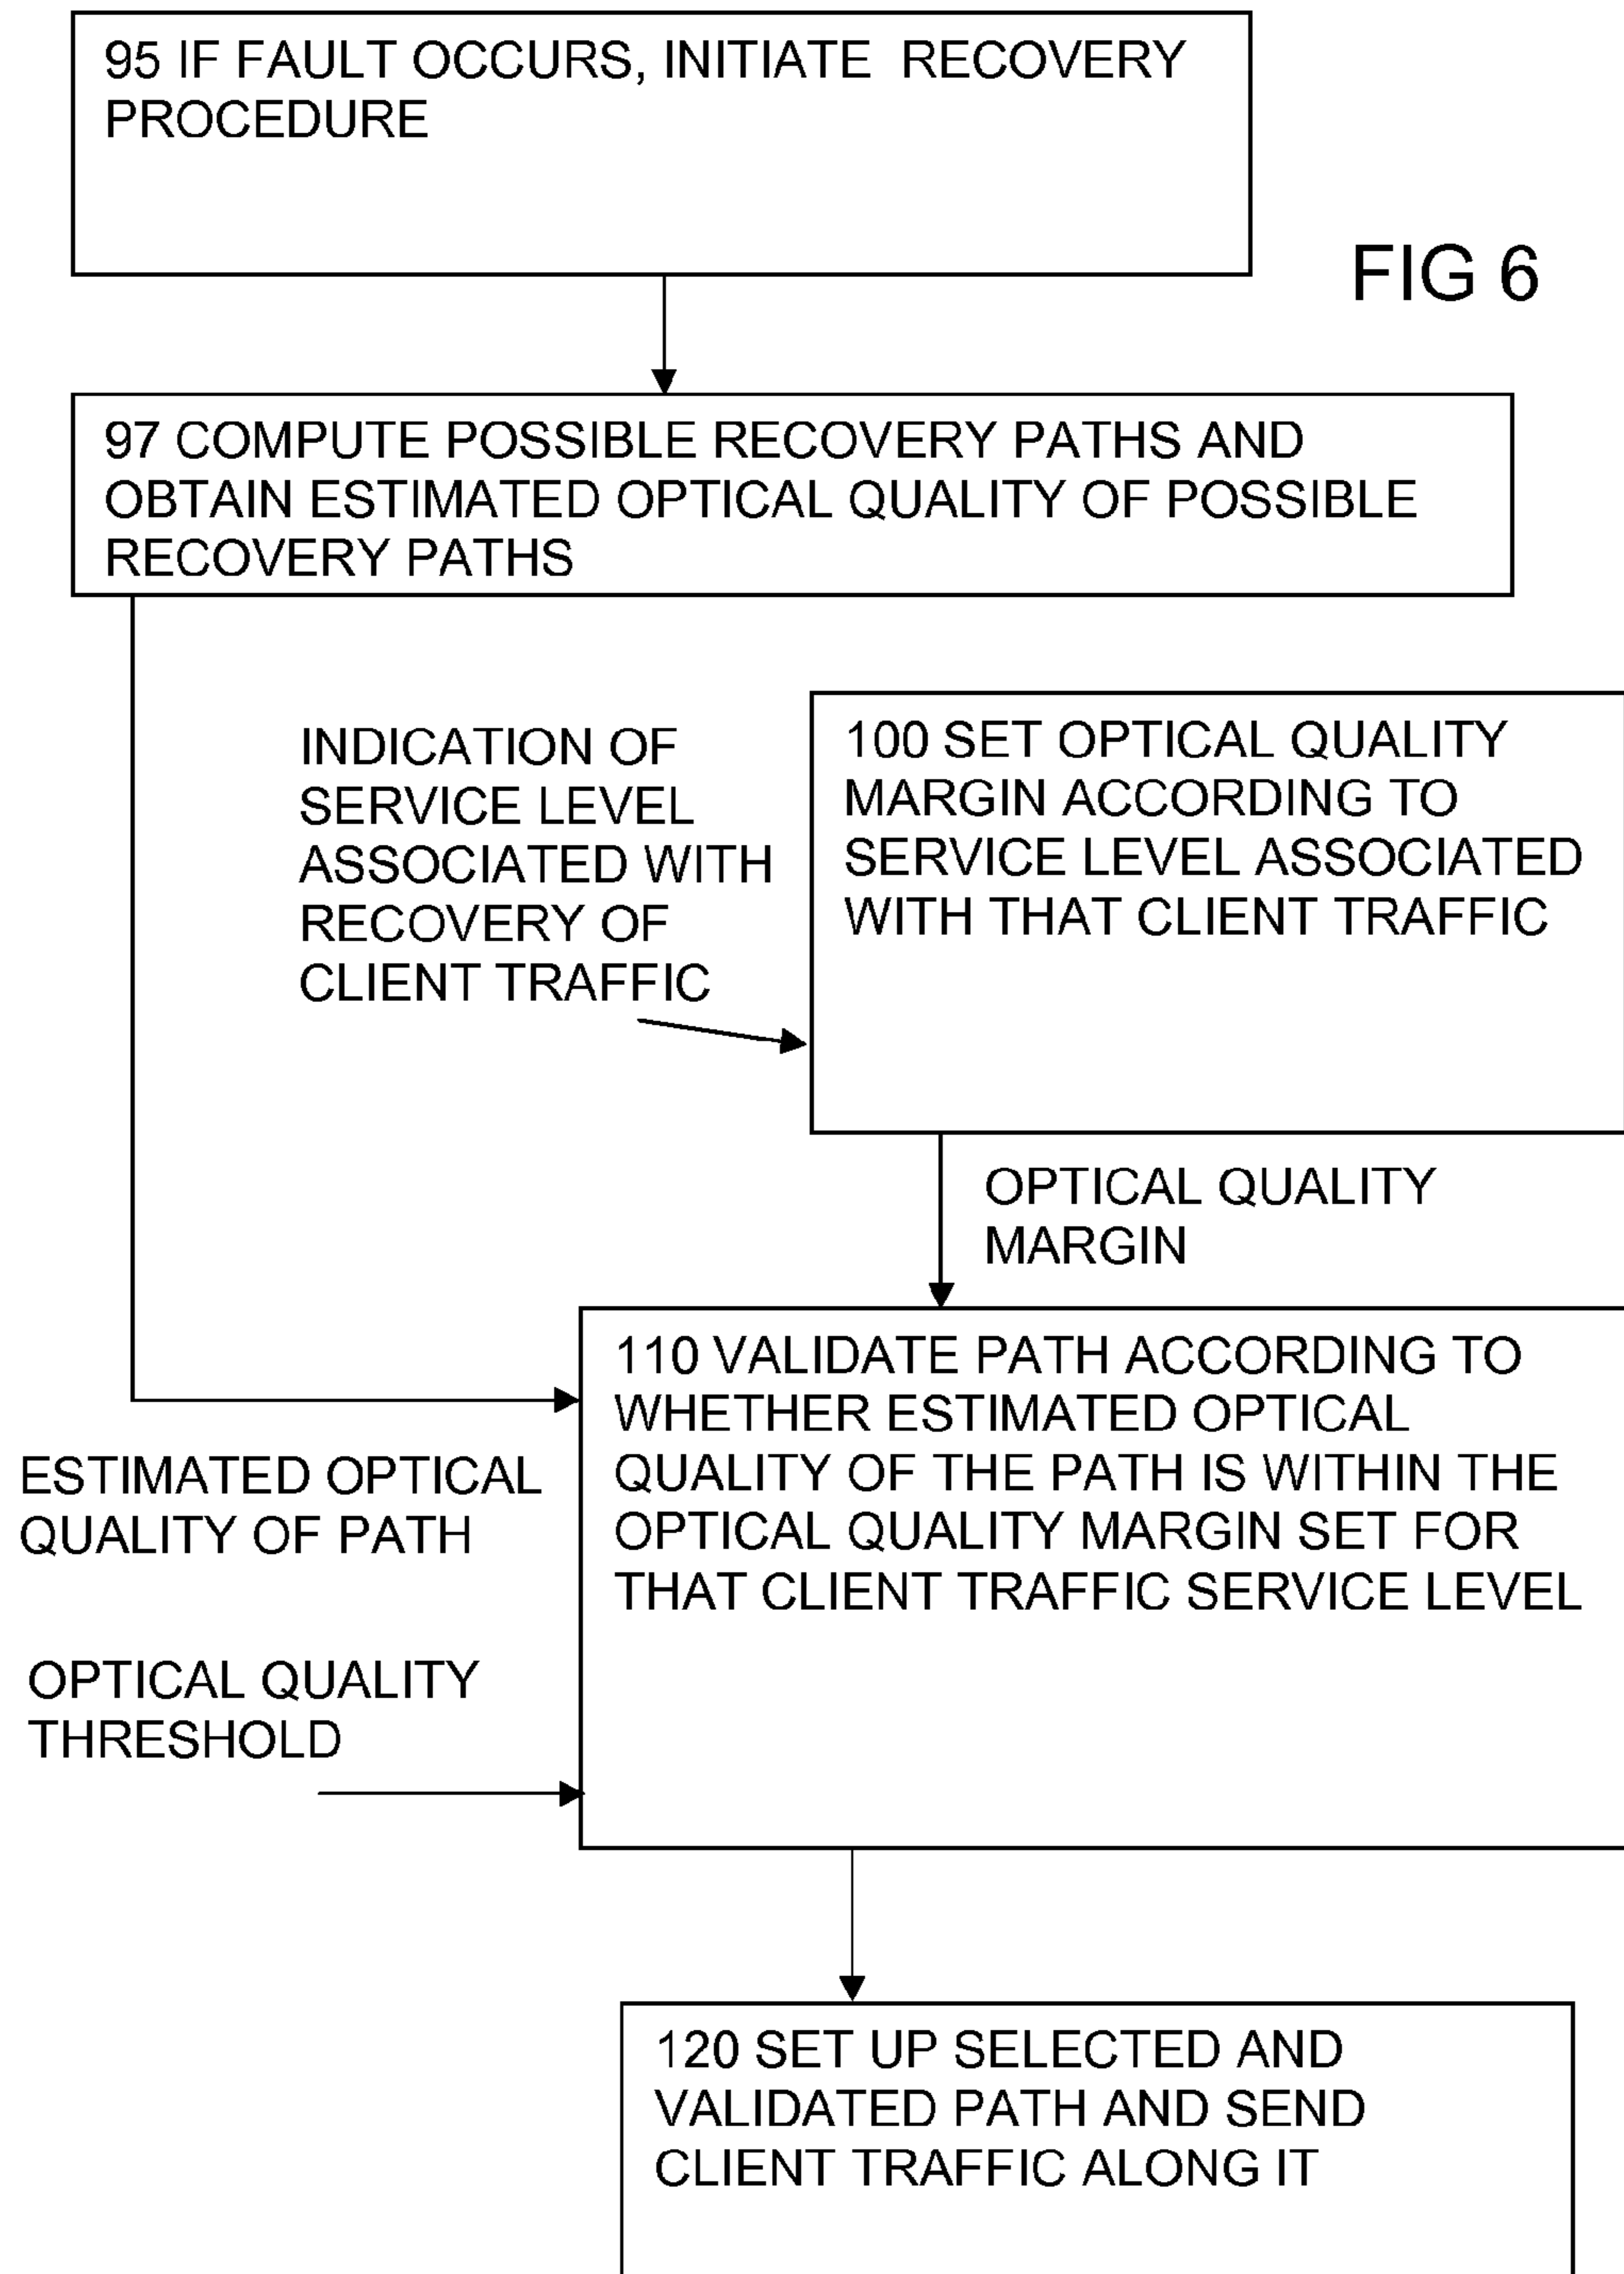 95 IF FAULT OCCURS, INITIATE RECOVERY
PROCEDURE
FIG 6
97 COMPUTE POSSIBLE RECOVERY PATHS AND
OBTAIN ESTIMATED OPTICAL QUALITY OF POSSIBLE
RECOVERY PATHS
INDICATION OF
SERVICE LEVEL
ASSOCIATED WITH
RECOVERY OF
CLIENT TRAFFIC
100 SET OPTICAL QUALITY
MARGIN ACCORDING TO
SERVICE LEVEL ASSOCIATED
WITH THAT CLIENT TRAFFIC
OPTICAL QUALITY
MARGIN
110 VALIDATE PATH ACCORDING TO
WHETHER ESTIMATED OPTICAL
QUALITY OF THE PATH IS WITHIN THE
OPTICAL QUALITY MARGIN SET FOR
THAT CLIENT TRAFFIC SERVICE LEVEL
ESTIMATED OPTICAL
QUALITY OF PATH
OPTICAL QUALITY
THRESHOLD
120 SET UP SELECTED AND
VALIDATED PATH AND SEND
CLIENT TRAFFIC ALONG IT